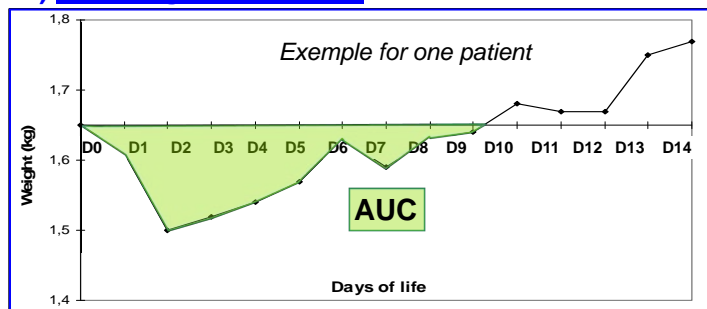 1,8
Exemple for one patient
1,7
Weight (kg)
1,6
D0 D1 D2 D3 D4 D5 D6 D7 D8 D9 D10 D11 D12 D13 D14
AUC
1,5
Days of life
1,4